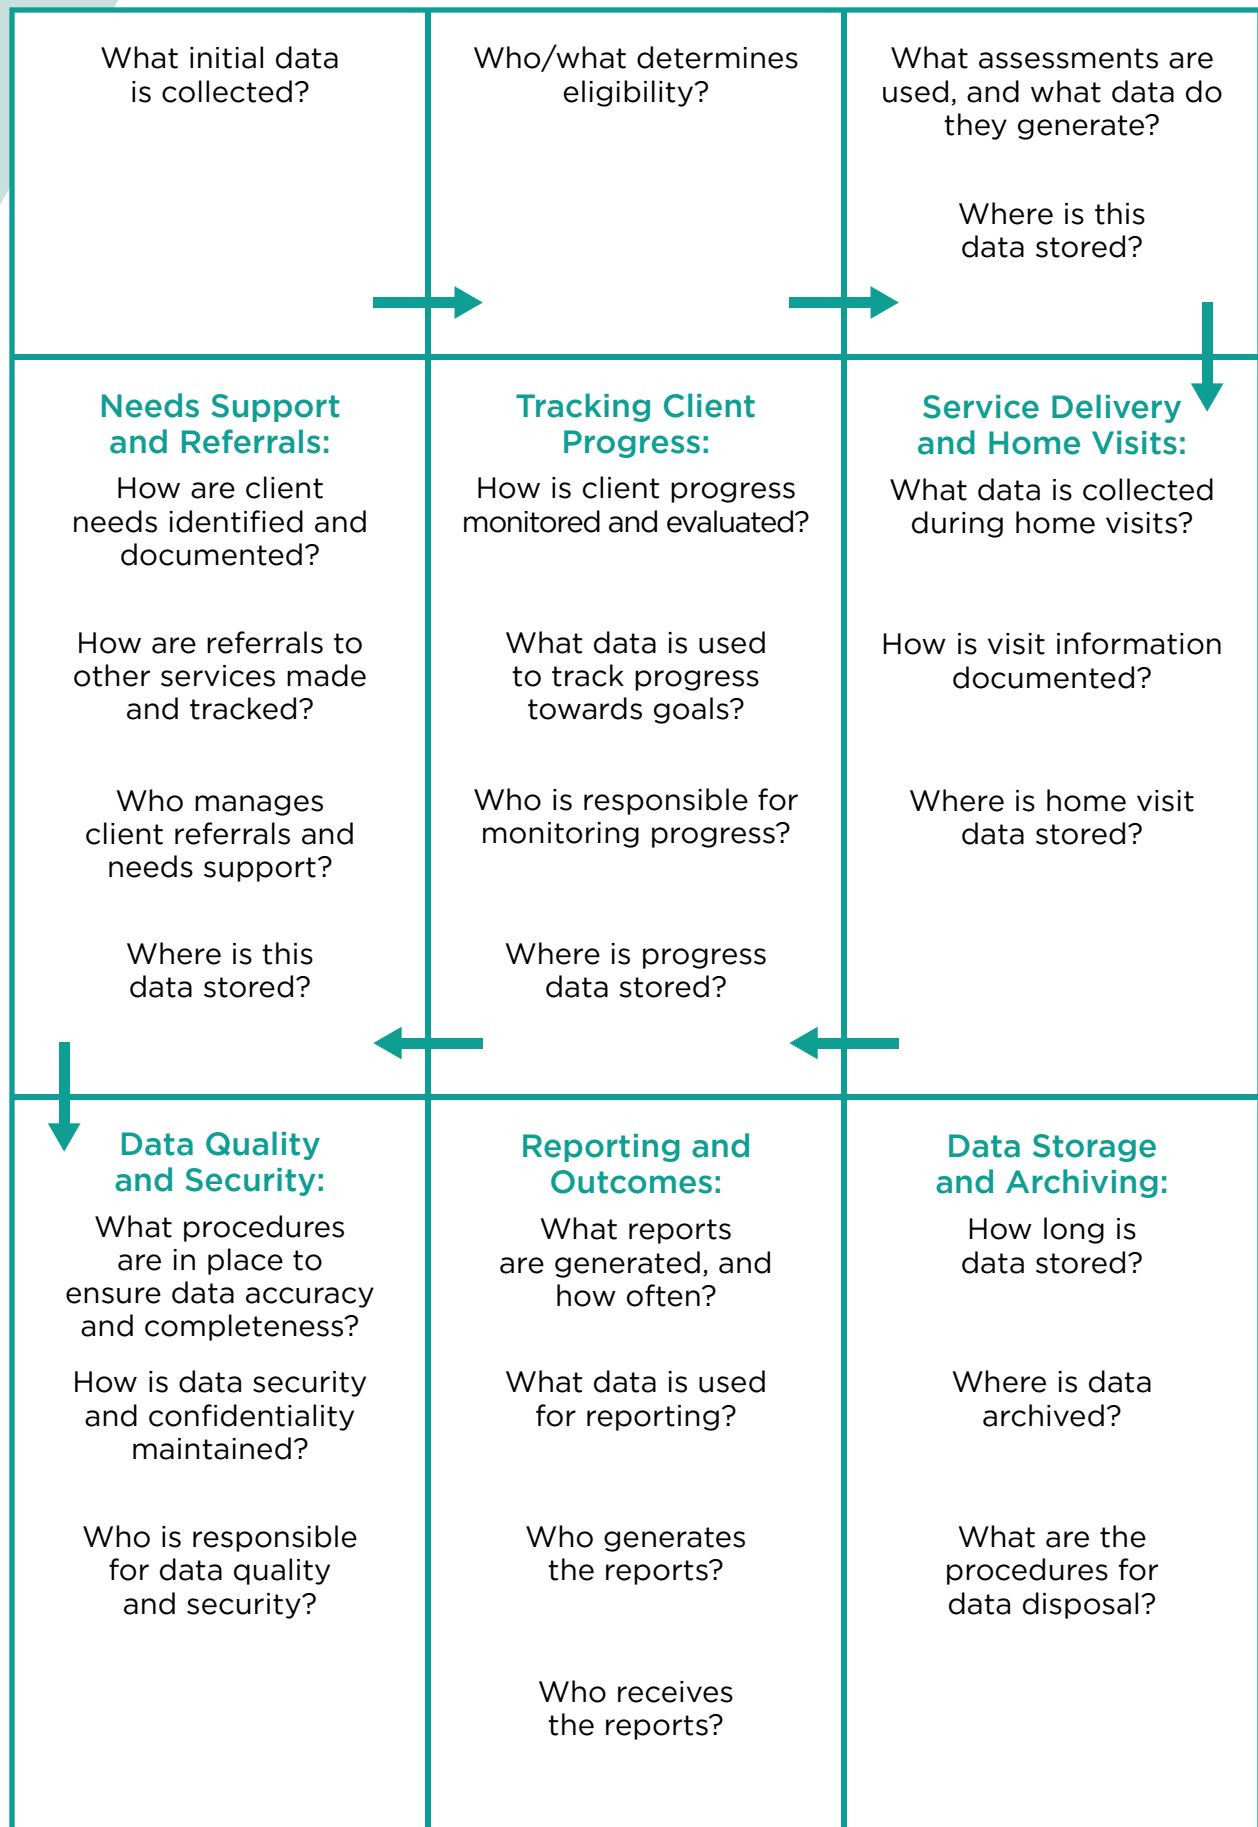 What initial data
is collected?
Who/what determines
eligibility?
What assessments are
used, and what data do
they generate?
Where is this
data stored?
Needs Support
and Referrals:
How are client
needs identified and
documented?
How are referrals to
other services made
and tracked?
Who manages
client referrals and
needs support?
Where is this
data stored?
Tracking Client
Progress:
How is client progress
monitored and evaluated?
What data is used
to track progress
towards goals?
Who is responsible for
monitoring progress?
Where is progress
data stored?
Service Delivery
and Home Visits:
What data is collected
during home visits?
How is visit information
documented?
Where is home visit
data stored?
Data Quality
and Security:
What procedures
are in place to
ensure data accuracy
and completeness?
How is data security
and confidentiality
maintained?
Who is responsible
for data quality
and security?
Reporting and
Outcomes:
What reports
are generated, and
how often?
What data is used
for reporting?
Who generates
the reports?
Who receives
the reports?
Data Storage
and Archiving:
How long is
data stored?
Where is data
archived?
What are the
procedures for
data disposal?